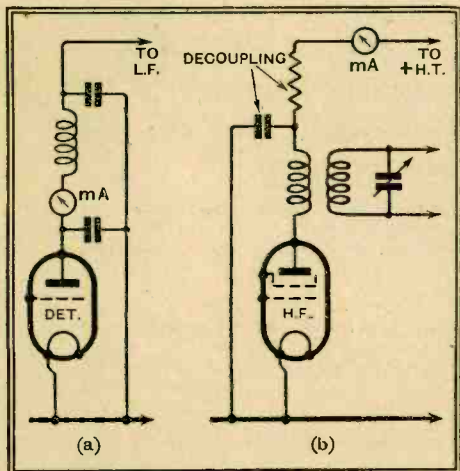 TO
L.F.
mA
DET.
(a)
DECOUPLING
mA
TO
+H.T.
H.F.
(b)